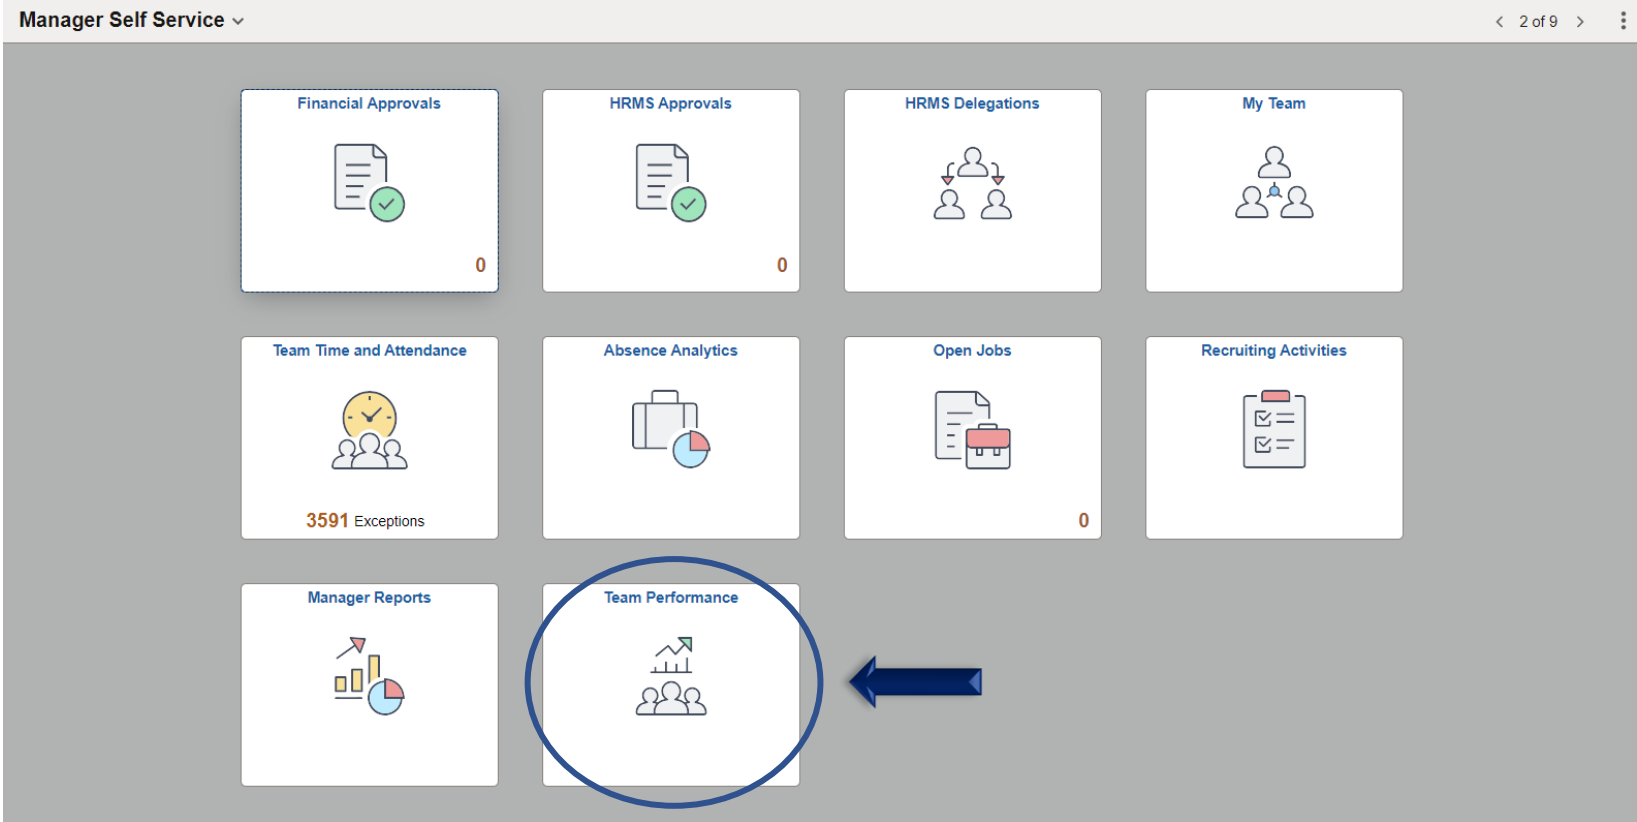 Manager Self Service
2 of 9
Financial Approvals
0
HRMS Approvals
0
HRMS Delegations
My Team
Team Time and Attendance
3591 Exceptions
Absence Analytics
Open Jobs
0
Recruiting Activities
Manager Reports
Team Performance